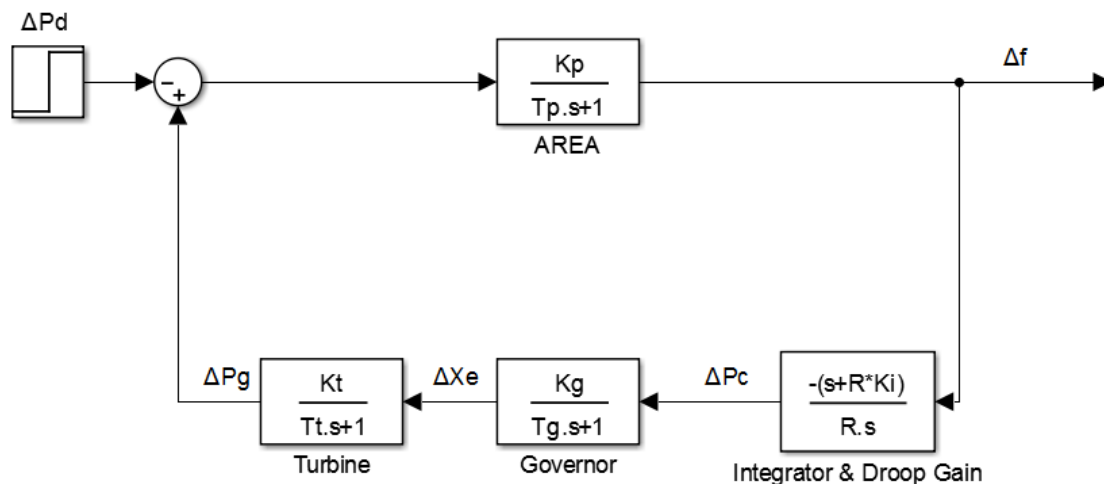 ΔPd
-
+
Kp
Tp.s+1
AREA
Δf
ΔPg
Kt
Tt.s+1
Turbine
ΔXe
Kg
Tg.s+1
Governor
ΔPc
-(s+R*Ki)
R.s
Integrator & Droop Gain